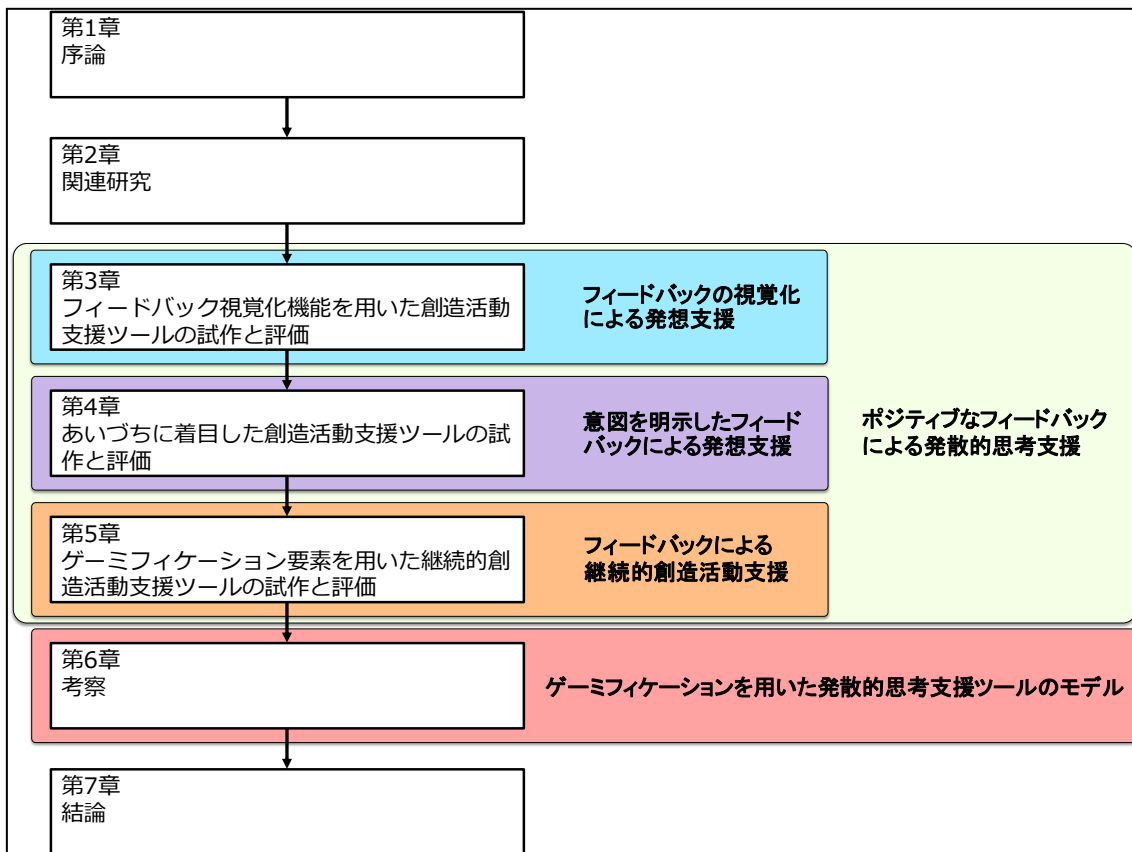 第1章
序論
第2章
関連研究
第3章
フィードバック視覚化機能を用いた創造活動
支援ツールの試作と評価
フィードバックの視覚化
による発想支援
第4章
あいづちに着目した創造活動支援ツールの試
作と評価
意図を明示したフィード
バックによる発想支援
ポジティブなフィードバック
による発散的思考支援
第5章
ゲーミフィケーション要素を用いた継続的創
造活動支援ツールの試作と評価
フィードバックによる
継続的創造活動支援
第6章
考察
ゲーミフィケーションを用いた発散的思考支援ツールのモデル
第7章
結論